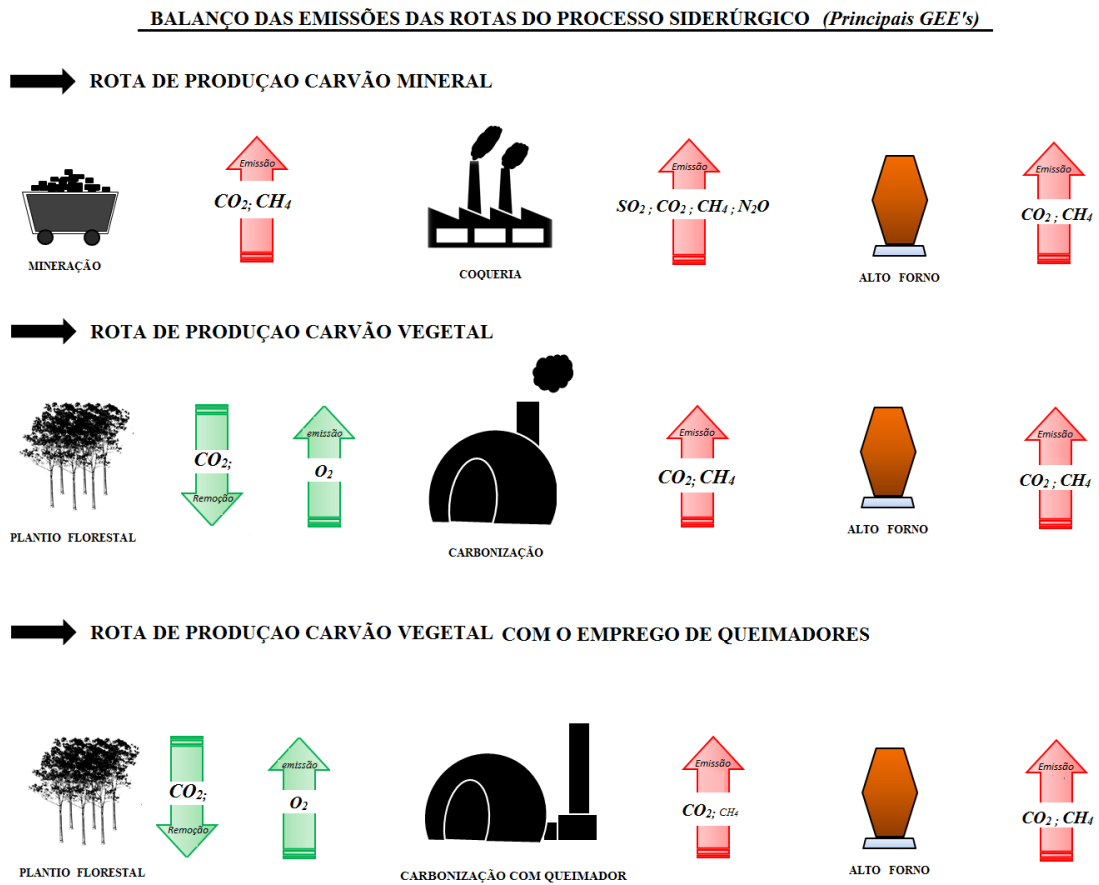 BALANÇO DAS EMISSÕES DAS ROTAS DO PROCESSO SIDERÚRGICO (Principais GEE's)
ROTA DE PRODUÇAO CARVÃO MINERAL
Emissão
CO₂; CH₄
MINERAÇÃO
COQUERIA
Emissão
SO₂ ; CO₂ ; CH₄ ; N₂O
ALTO FORNO
Emissão
CO₂ ; CH₄
ROTA DE PRODUÇAO CARVÃO VEGETAL
PLANTIO FLORESTAL
CO₂;
Remoção
emissão
O₂
CARBONIZAÇÃO
Emissão
CO₂; CH₄
ALTO FORNO
Emissão
CO₂ ; CH₄
ROTA DE PRODUÇAO CARVÃO VEGETAL COM O EMPREGO DE QUEIMADORES
PLANTIO FLORESTAL
CO₂;
Remoção
emissão
O₂
CARBONIZAÇÃO COM QUEIMADOR
Emissão
CO₂; CH₄
ALTO FORNO
Emissão
CO₂ ; CH₄